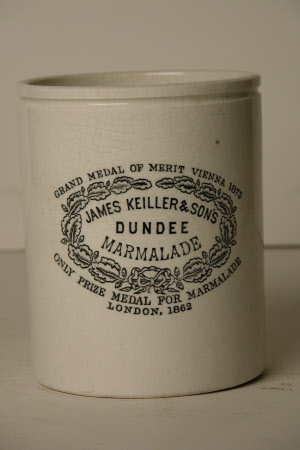 GRAND MEDAL OF MERIT VIENNA 1873
JAMES KEILLER & SONS
DUNDEE
MARMALADE
ONLY PRIZE MEDAL FOR MARMALADE
LONDON, 1862